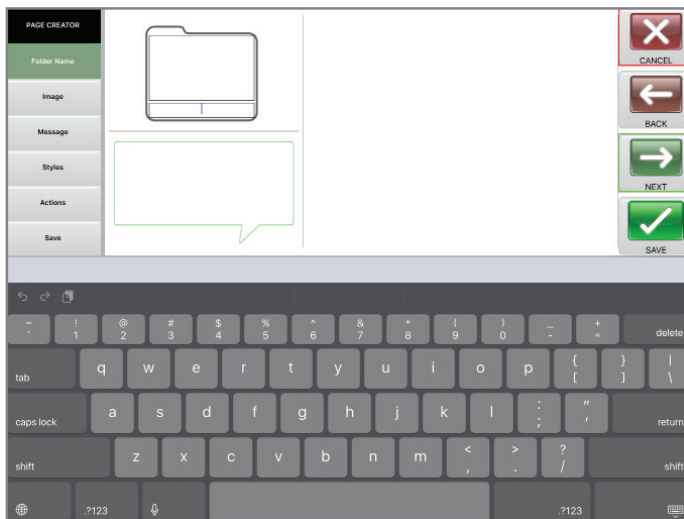 PAGE CREATOR
Folder Name
Image
Message
Styles
Actions
Save
CANCEL
BACK
NEXT
SAVE
~ ! @ # $ % ^ & * ( ) _ +
` 1 2 3 4 5 6 7 8 9 0 - = delete
tab q w e r t y u i o p { [ } ] | \
caps lock a s d f g h j k l : ; " ' return
shift z x c v b n m < , > . ? / shift
.?123 .?123